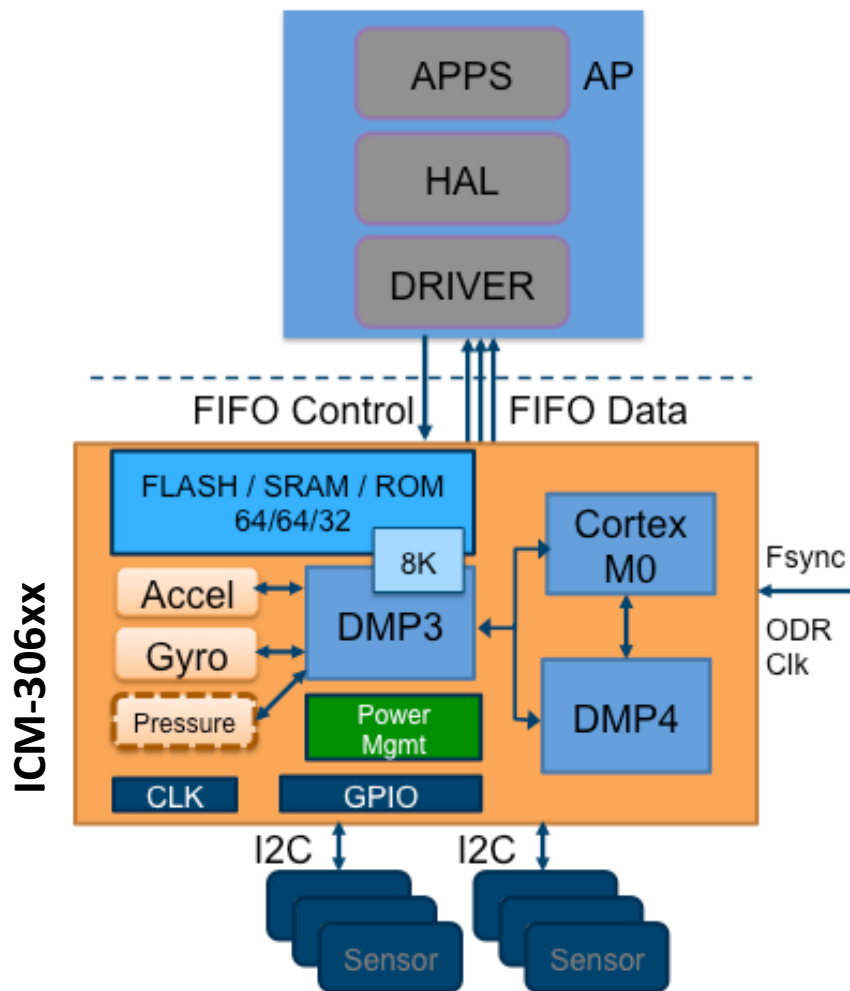 APPS
AP
HAL
DRIVER
FIFO Control
FIFO Data
FLASH / SRAM / ROM
64/64/32
8K
Cortex
M0
Fsync
ODR
Clk
Accel
DMP3
Gyro
DMP4
Pressure
Power
Mgmt
CLK
GPIO
ICM-306xx
I2C
I2C
Sensor
Sensor